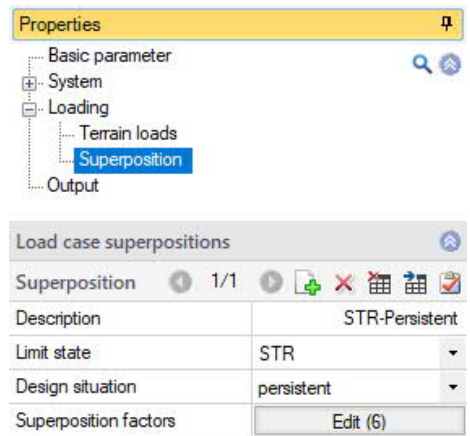 Properties
Basic parameter
System
Loading
Terrain loads
Superposition
Output
Load case superpositions
Superposition 1/1
Description STR-Persistent
Limit state STR
Design situation persistent
Superposition factors Edit (6)